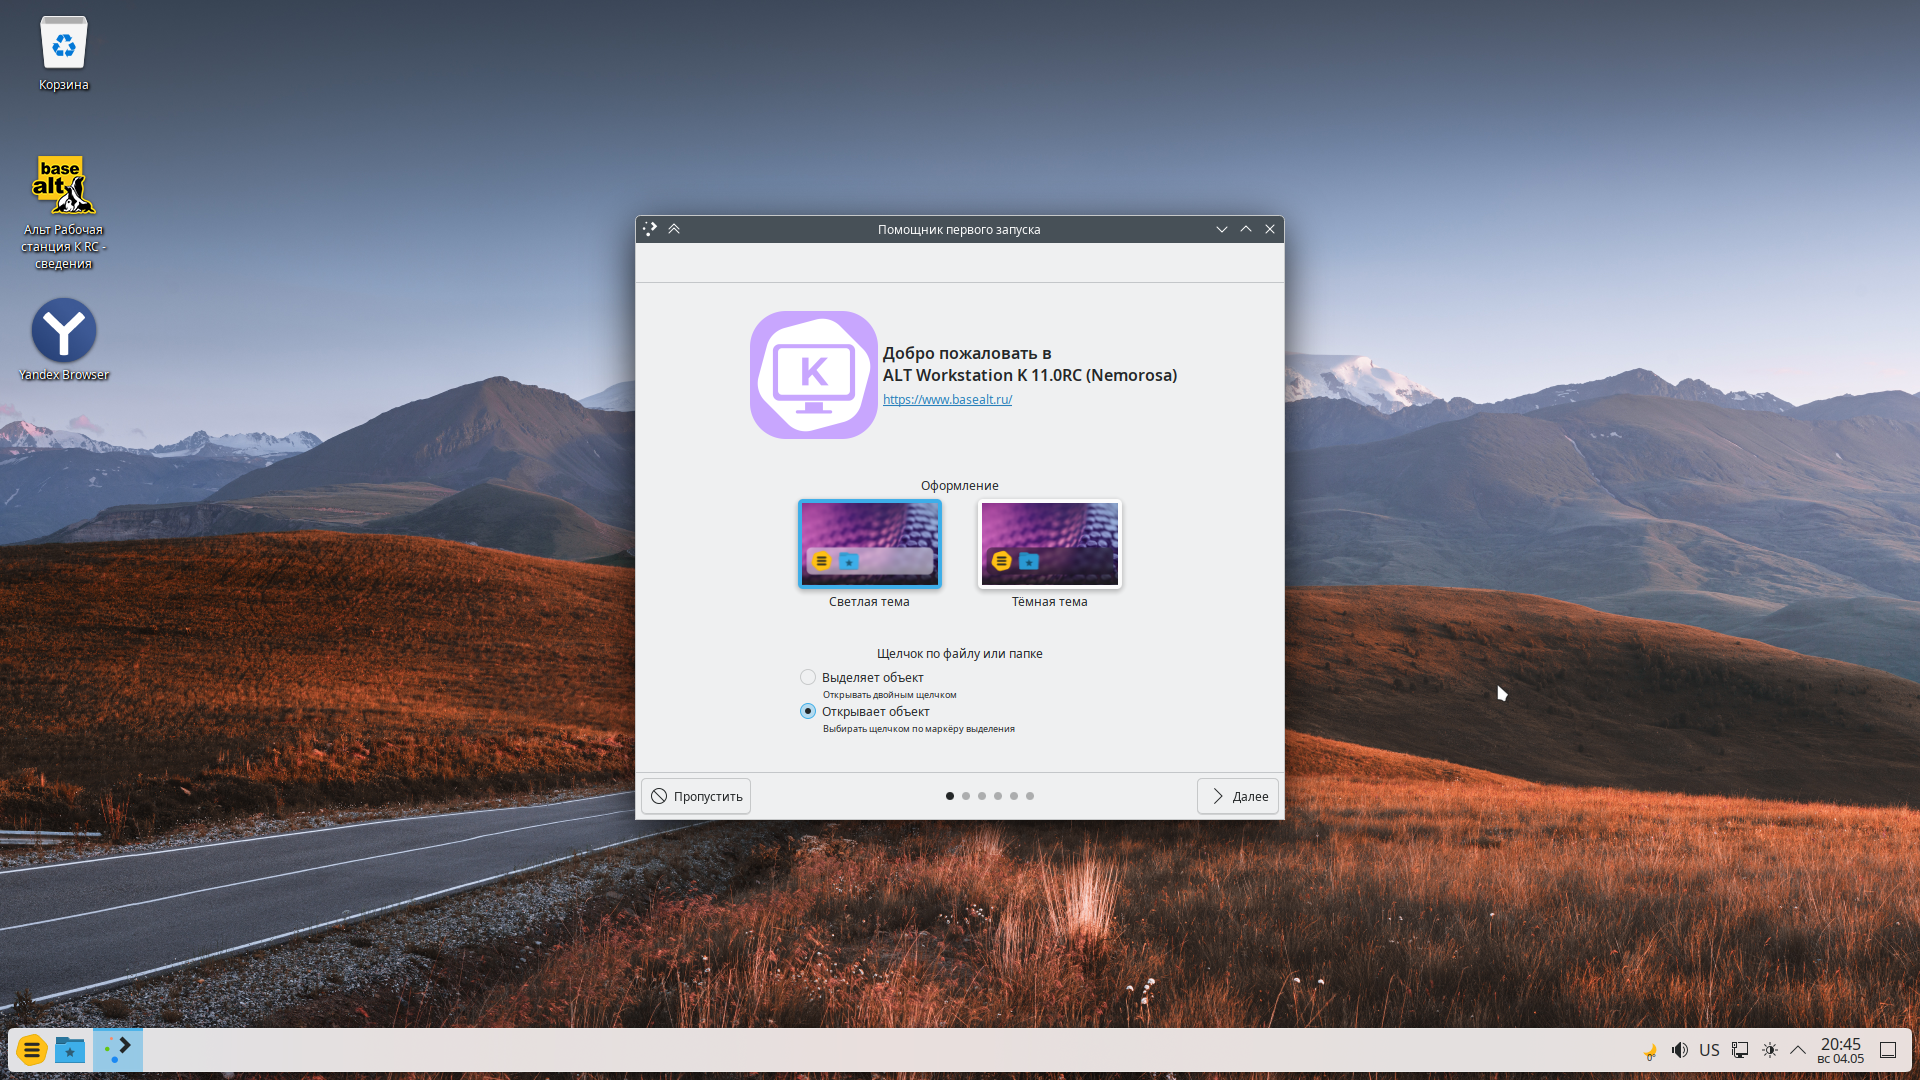 Корзина
base
alt
Альт Рабочая
станция К RC -
сведения
Yandex Browser
Помощник первого запуска
K
Добро пожаловать в
ALT Workstation K 11.0RC (Nemorosa)
https://www.basealt.ru/
Оформление
Светлая тема
Тёмная тема
Щелчок по файлу или папке
Выделяет объект
Открывать двойным щелчком
Открывает объект
Выбирать щелчком по маркёру выделения
Пропустить
Далее
0
US
20:45
вс 04.05